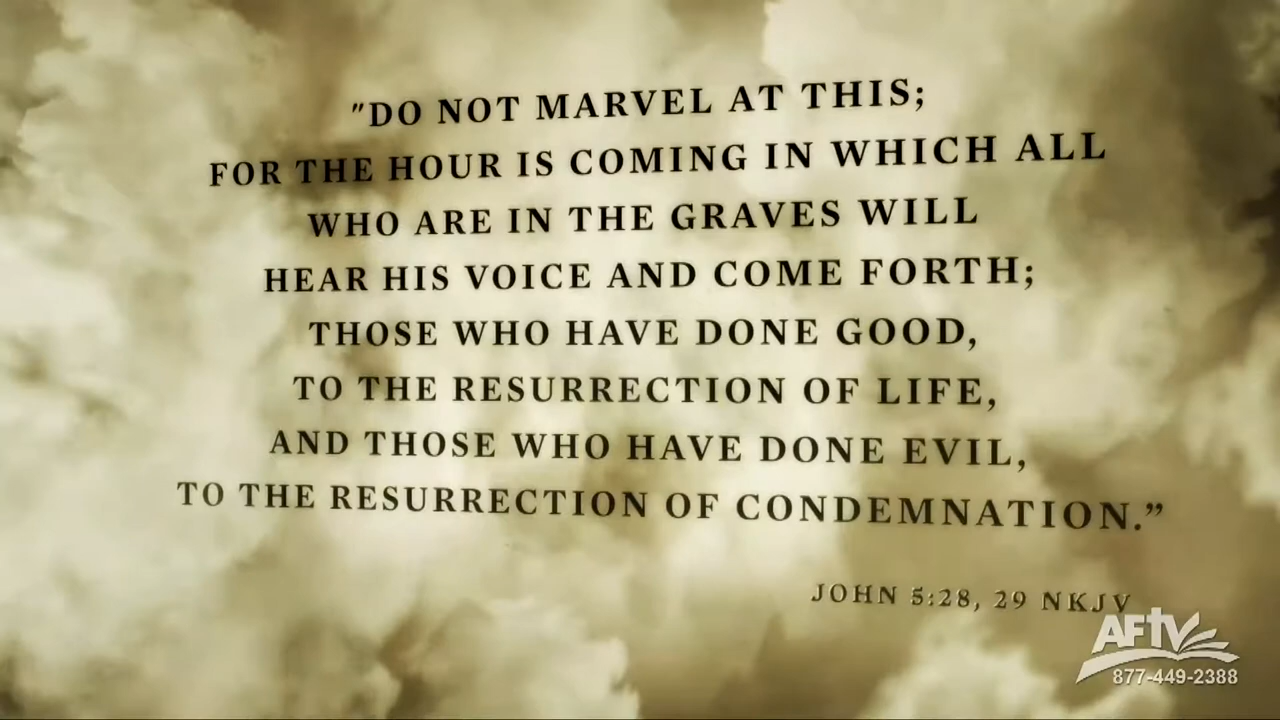 "DO NOT MARVEL AT THIS;
FOR THE HOUR IS COMING IN WHICH ALL
WHO ARE IN THE GRAVES WILL
HEAR HIS VOICE AND COME FORTH;
THOSE WHO HAVE DONE GOOD,
TO THE RESURRECTION OF LIFE,
AND THOSE WHO HAVE DONE EVIL,
TO THE RESURRECTION OF CONDEMNATION.”
JOHN 5:28, 29 NKJV
AFTV
877-449-2388